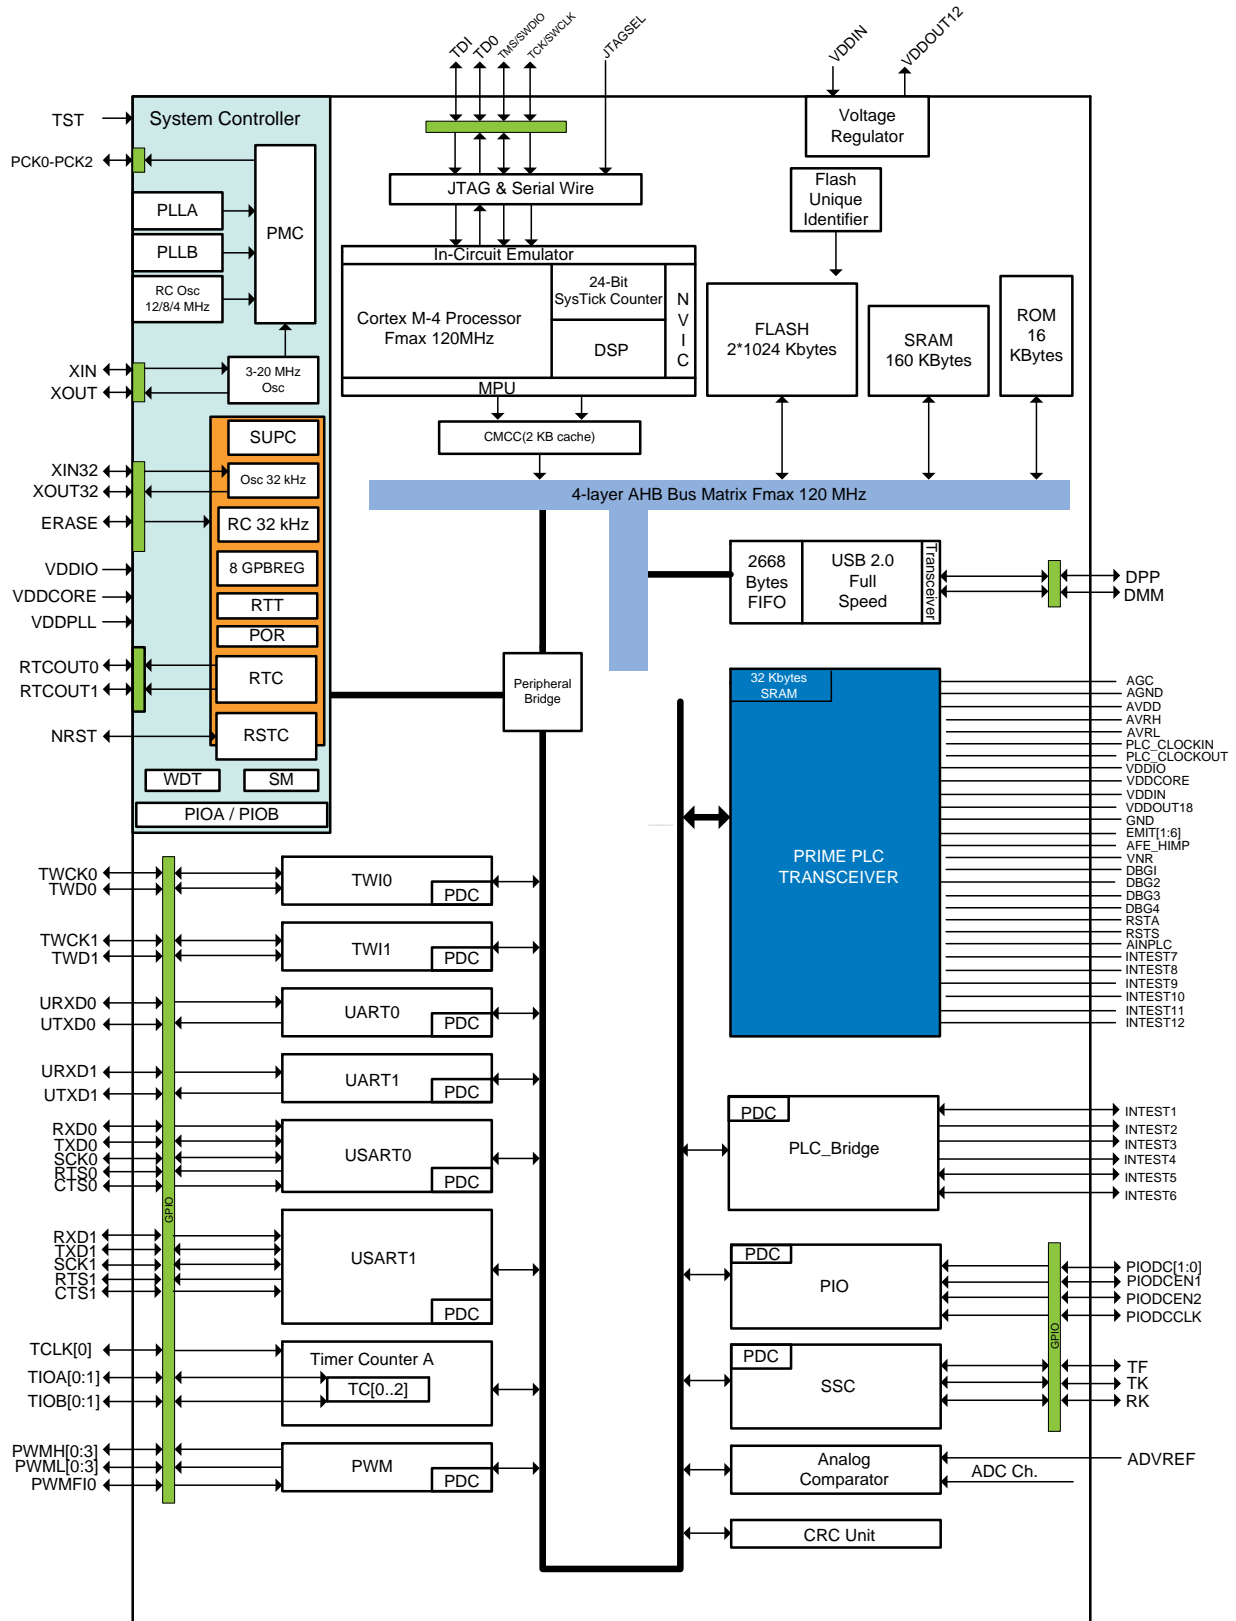 TDI
TD0
TMS/SWDIO
TCK/SWCLK
JTAGSEL
VDDIN
VDDOUT12
TST
PCK0-PCK2
XIN
XOUT
XIN32
XOUT32
ERASE
VDDIO
VDDCORE
VDDPLL
RTCOUT0
RTCOUT1
NRST
System Controller
PLLA
PLLB
RC Osc
12/8/4 MHz
PMC
3-20 MHz
Osc
SUPC
Osc 32 kHz
RC 32 kHz
8 GPBREG
RTT
POR
RTC
RSTC
WDT
SM
PIOA / PIOB
JTAG & Serial Wire
In-Circuit Emulator
Cortex M-4 Processor
Fmax 120MHz
24-Bit
SysTick Counter
DSP
N
V
I
C
MPU
CMCC(2 KB cache)
Voltage
Regulator
Flash
Unique
Identifier
FLASH
2*1024 Kbytes
SRAM
160 KBytes
ROM
16
KBytes
4-layer AHB Bus Matrix Fmax 120 MHz
2668
Bytes
FIFO
USB 2.0
Full
Speed
Transceiver
DPP
DMM
Peripheral
Bridge
32 Kbytes
SRAM
PRIME PLC
TRANSCEIVER
AGC
AGND
AVDD
AVRH
AVRL
PLC_CLOCKIN
PLC_CLOCKOUT
VDDIO
VDDCORE
VDDIN
VDDOUT18
GND
EMIT[1:6]
AFE_HIMP
VNR
DBGI
DBG2
DBG3
DBG4
RSTA
RSTS
AINPLC
INTEST7
INTEST8
INTEST9
INTEST10
INTEST11
INTEST12
TWCK0
TWD0
TWCK1
TWD1
URXD0
UTXD0
URXD1
UTXD1
RXD0
TXD0
SCK0
RTS0
CTS0
RXD1
TXD1
SCK1
RTS1
CTS1
TCLK[0]
TIOA[0:1]
TIOB[0:1]
PWMH[0:3]
PWML[0:3]
PWMFI0
GPIO
TWI0
PDC
TWI1
PDC
UART0
PDC
UART1
PDC
USART0
PDC
USART1
PDC
Timer Counter A
TC[0..2]
PWM
PDC
PDC
PLC_Bridge
INTEST1
INTEST2
INTEST3
INTEST4
INTEST5
INTEST6
PDC
PIO
PIODC[1:0]
PIODCEN1
PIODCEN2
PIODCCLK
GPIO
PDC
SSC
TF
TK
RK
Analog
Comparator
ADVREF
ADC Ch.
CRC Unit